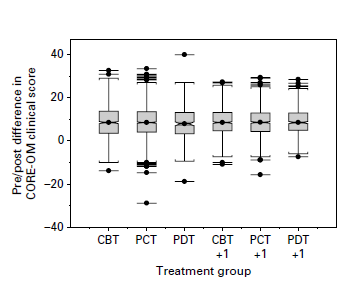 Pre/post difference in
CORE-OM clinical score
40
20
0
−20
−40
CBT PCT PDT CBT +1 PCT +1 PDT +1
Treatment group